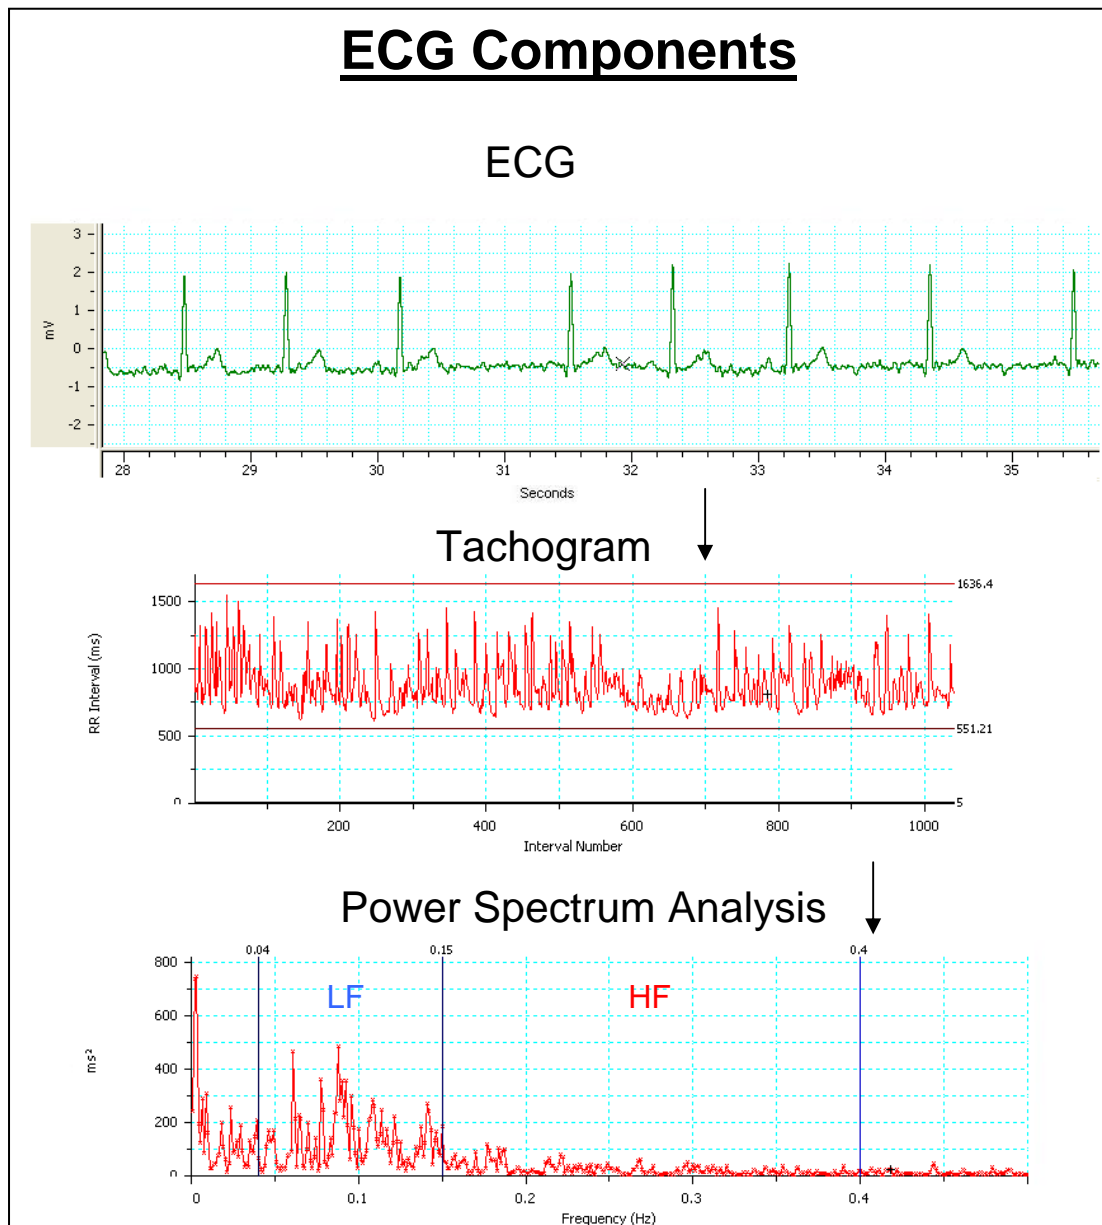 ECG Components
ECG
3
2
1
0
-1
-2
mV
28 29 30 31 32 33 34 35
Seconds
Tachogram
1636.4
1500
1000
551.21
500
0
5
RR Interval (ms)
200 400 600 800 1000
Interval Number
Power Spectrum Analysis
0.04 0.15 0.4
800
LF HF
600
400
200
0
ms²
0 0.1 0.2 0.3 0.4
Frequency (Hz)